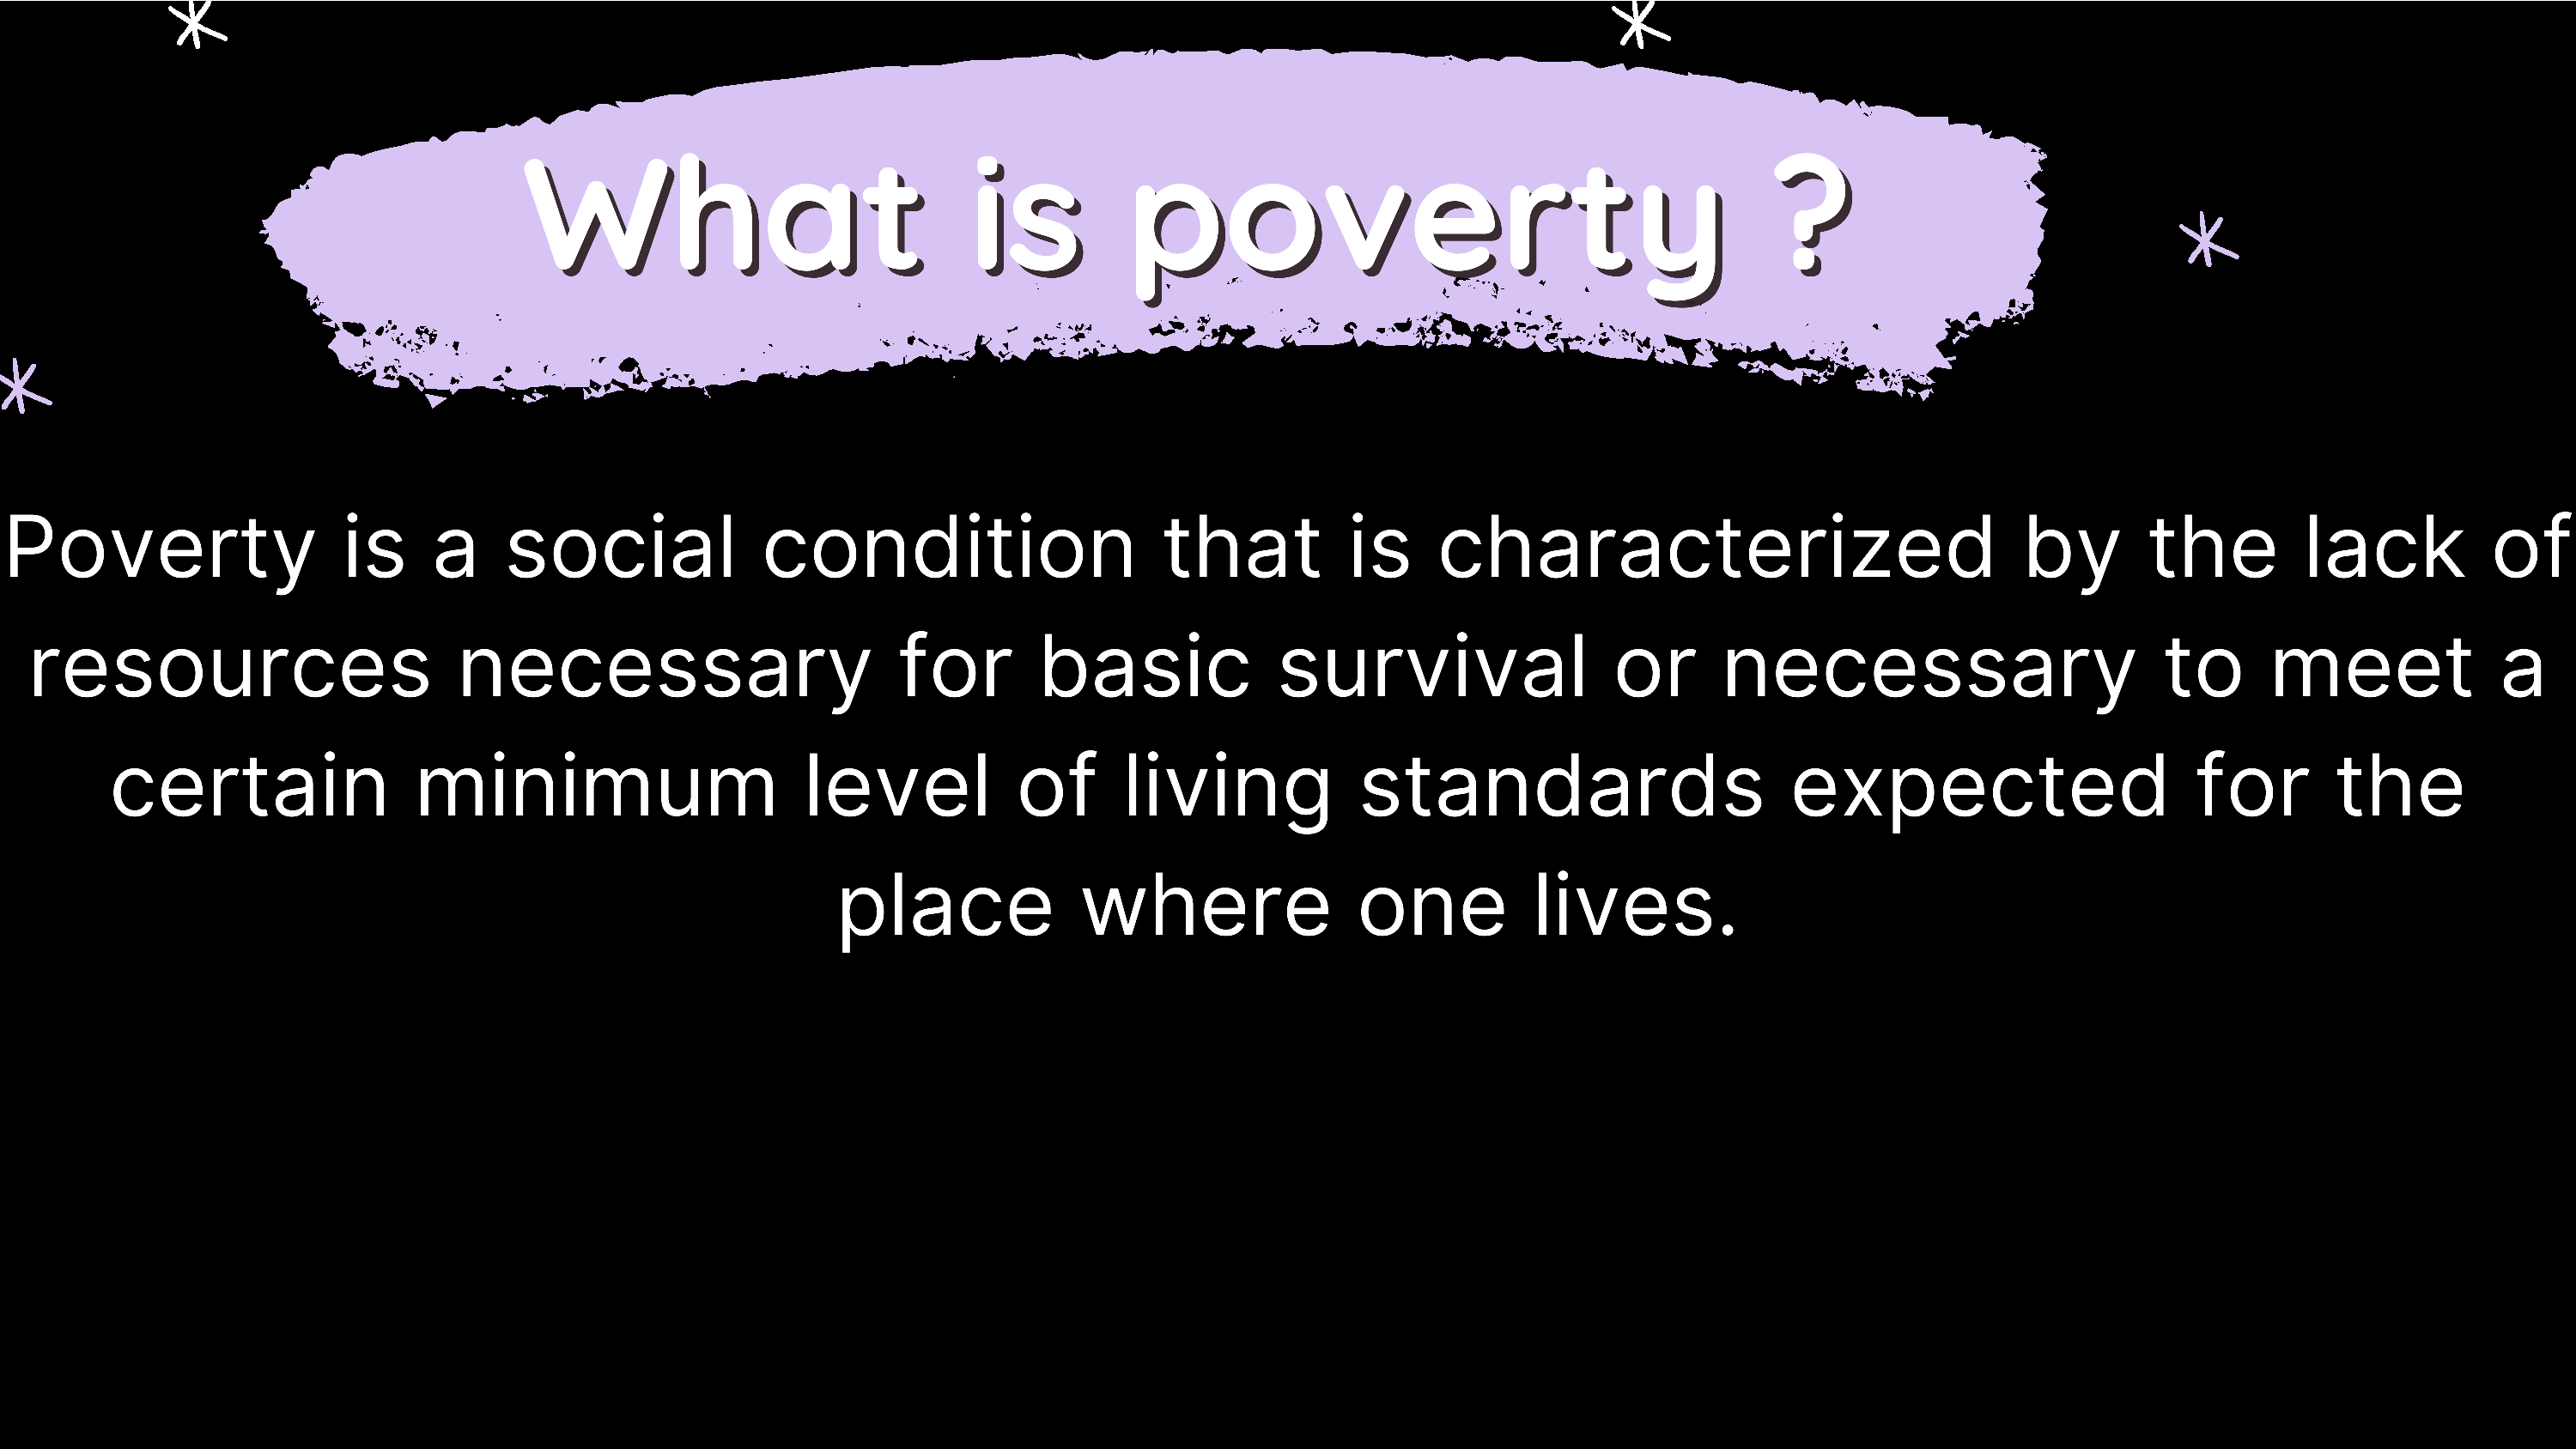 What is poverty ?
Poverty is a social condition that is characterized by the lack of
resources necessary for basic survival or necessary to meet a
certain minimum level of living standards expected for the
place where one lives.